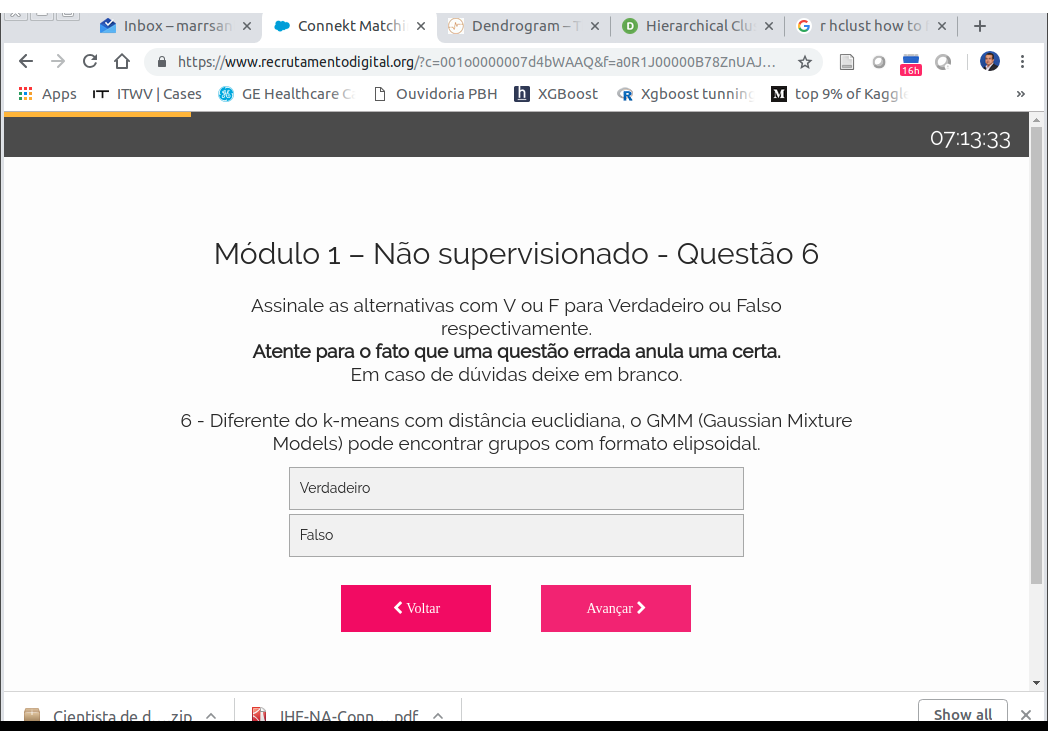 Inbox – marrsan
Connekt Matchi
Dendrogram – T
Hierarchical Clu
r hclust how to
https://www.recrutamentodigital.org/?c=001o0000007d4bWAAQ&f=a0R1J00000B78ZnUAJ...
16h
Apps
ITWV | Cases
GE Healthcare C
Ouvidoria PBH
XGBoost
Xgboost tunning
top 9% of Kaggl
»
07:13:33
Módulo 1 – Não supervisionado - Questão 6
Assinale as alternativas com V ou F para Verdadeiro ou Falso
respectivamente.
Atente para o fato que uma questão errada anula uma certa.
Em caso de dúvidas deixe em branco.
6 - Diferente do k-means com distância euclidiana, o GMM (Gaussian Mixture
Models) pode encontrar grupos com formato elipsoidal.
Verdadeiro
Falso
Voltar
Avançar
Cientista de d....zip
IHF-NA-Conn....pdf
Show all